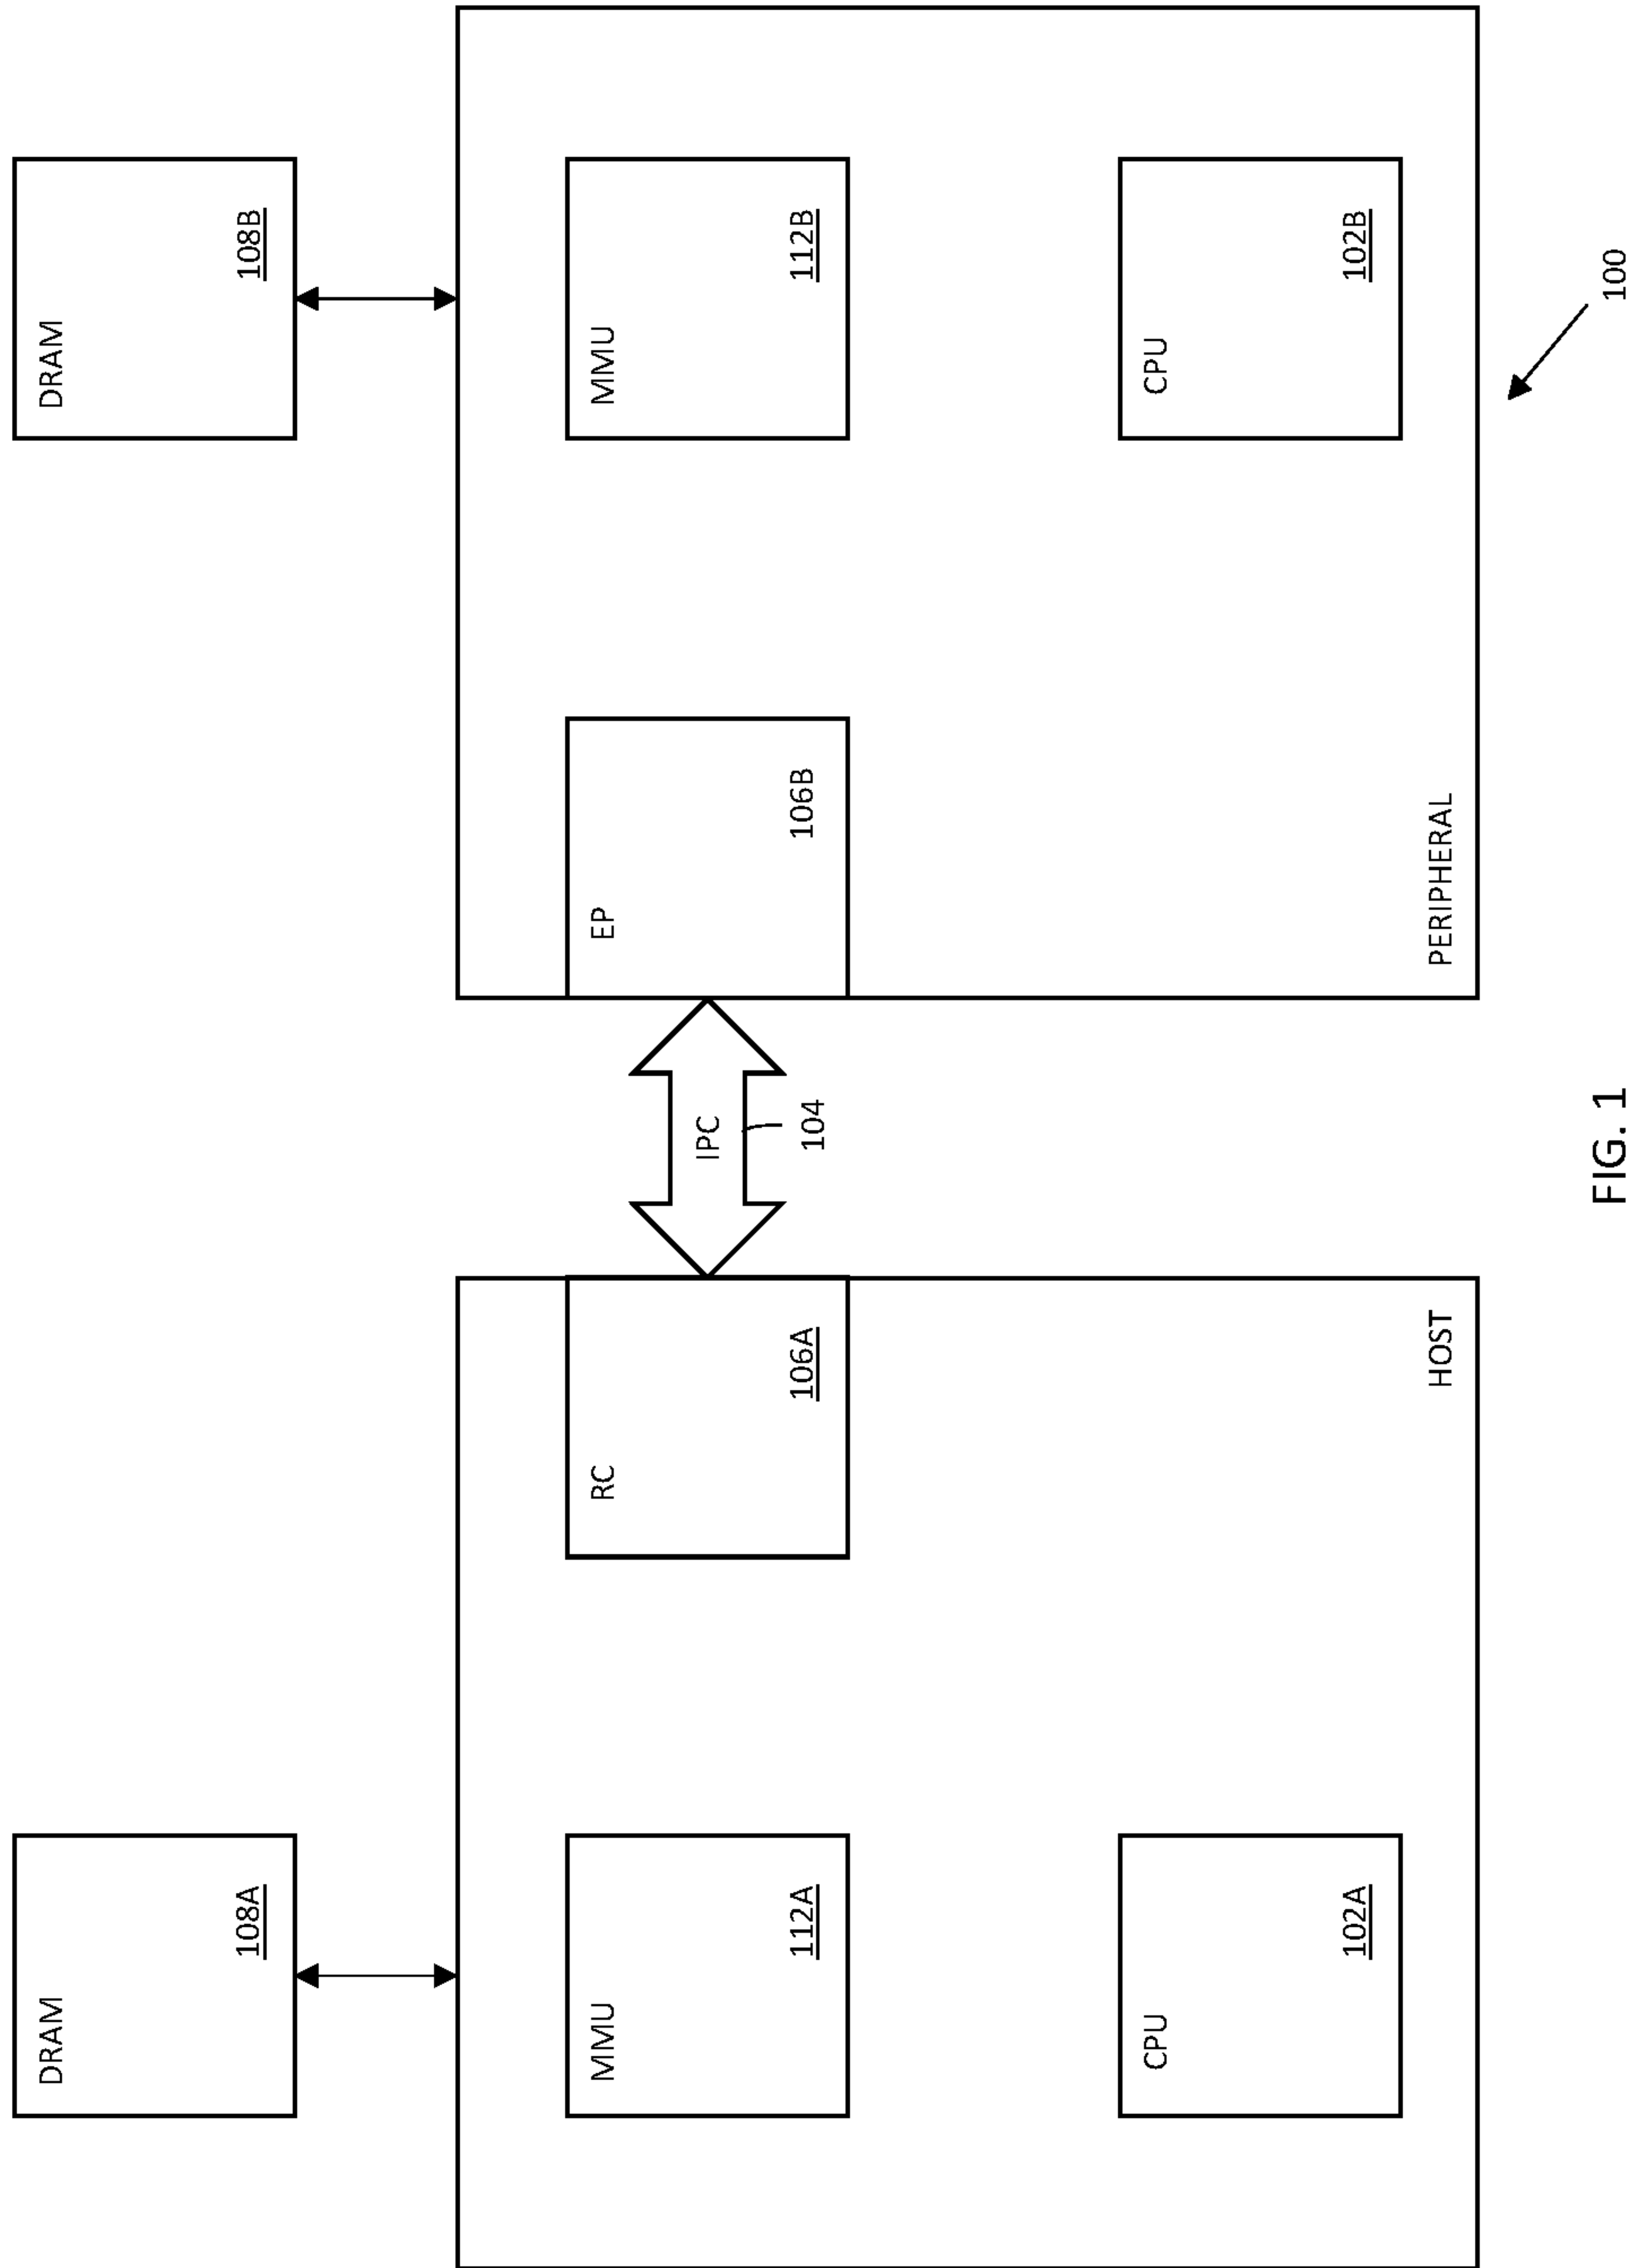 DRAM
108A
DRAM
108B
MMU
112A
RC
106A
IPC
104
EP
106B
MMU
112B
CPU
102A
CPU
102B
HOST
PERIPHERAL
100
FIG. 1